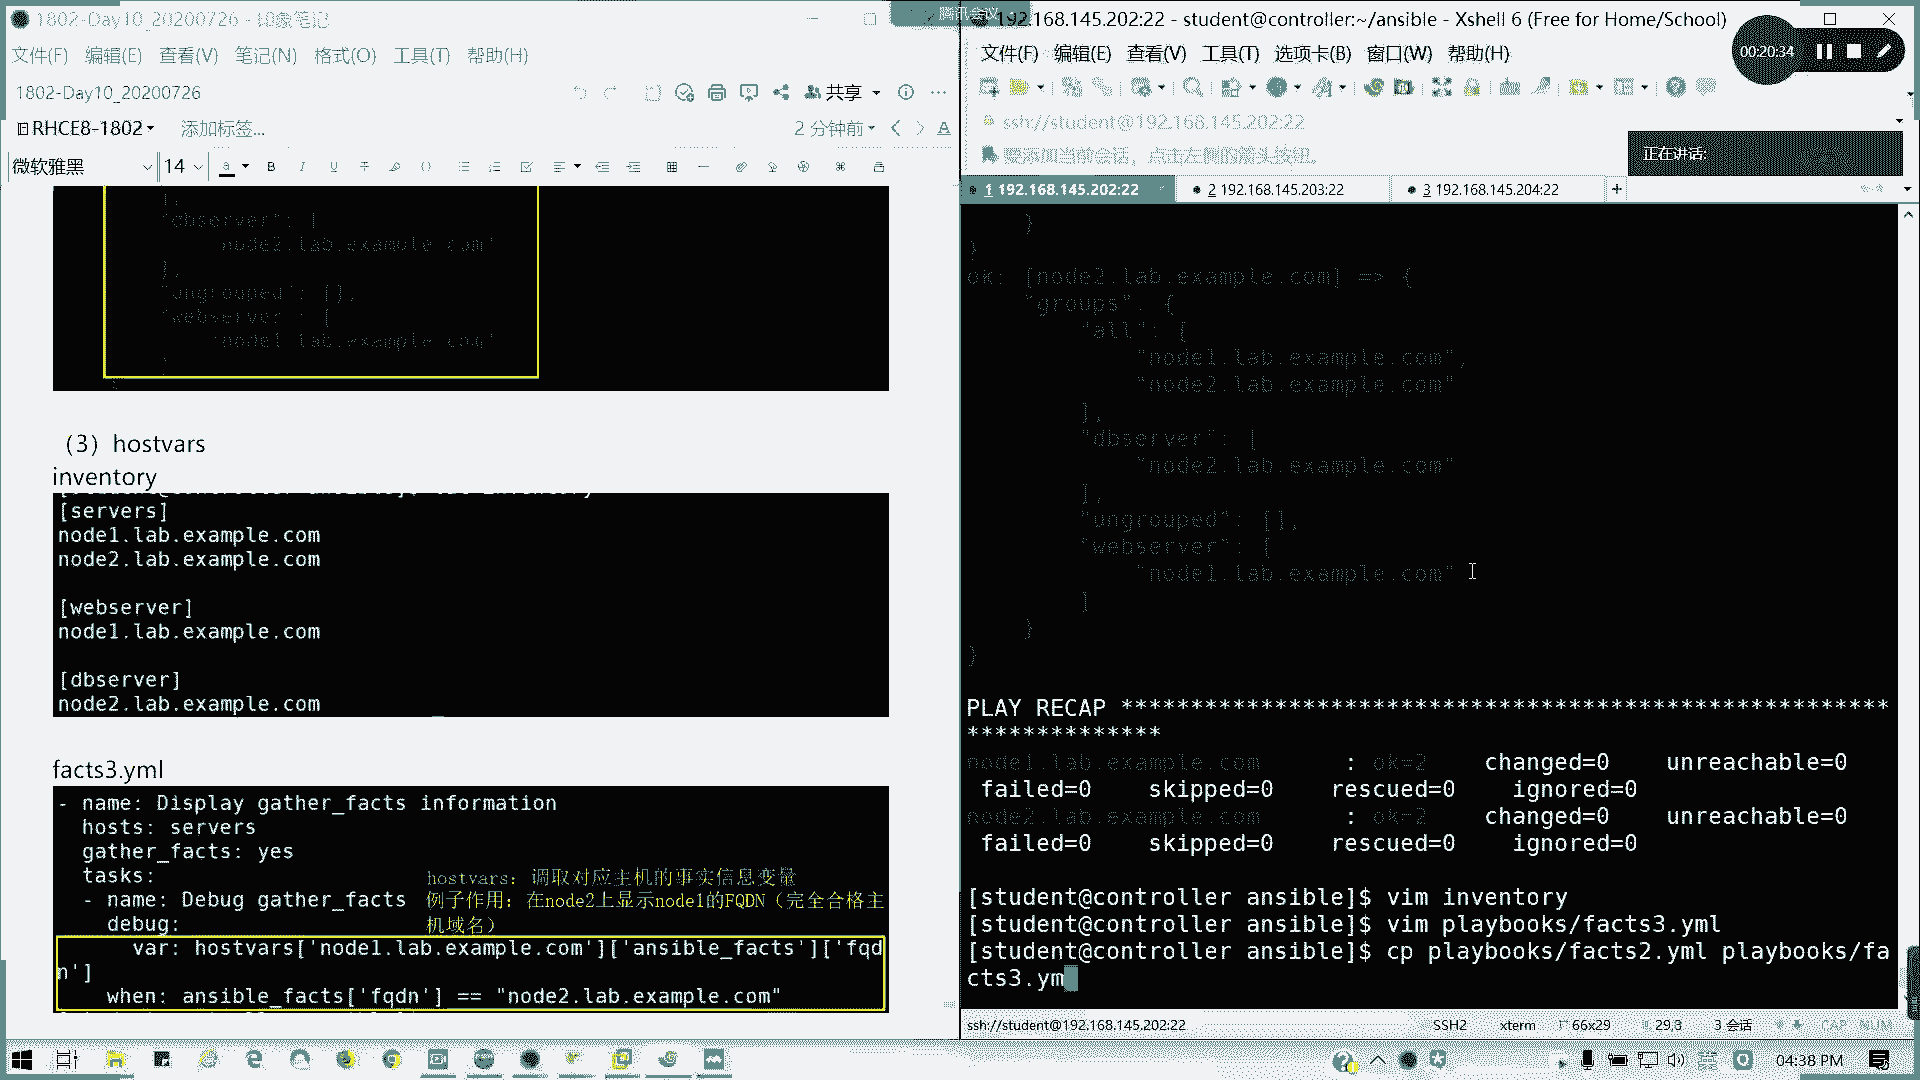 1802-Day10_20200726 - 印象笔记
文件(F) 编辑(E) 查看(V) 笔记(N) 格式(O) 工具(T) 帮助(H)
1802-Day10_20200726
共享
RHCE8-1802
添加标签...
2 分钟前
微软雅黑
14
],
"dbserver": [
"node2.lab.example.com"
],
"ungrouped": [],
"webserver": [
"node1.lab.example.com"
（3）hostvars
inventory
[servers]
node1.lab.example.com
node2.lab.example.com
[webserver]
node1.lab.example.com
[dbserver]
node2.lab.example.com
facts3.yml
- name: Display gather_facts information
hosts: servers
gather_facts: yes
tasks:
- name: Debug gather_facts
debug:
hostvars: 调取对应主机的事实信息变量
例子作用：在node2上显示node1的FQDN（完全合格主
机域名）
var: hostvars['node1.lab.example.com']['ansible_facts']['fqd
n']
when: ansible_facts['fqdn'] == "node2.lab.example.com"
腾讯会议
192.168.145.202:22 - student@controller:~/ansible - Xshell 6 (Free for Home/School)
文件(F) 编辑(E) 查看(V) 工具(T) 选项卡(B) 窗口(W) 帮助(H)
00:20:34
ssh://student@192.168.145.202:22
要添加当前会话，点击左侧的箭头按钮。
正在讲话:
1 192.168.145.202:22
2 192.168.145.203:22
3 192.168.145.204:22
}
}
ok: [node2.lab.example.com] => {
"groups": {
"all": [
"node1.lab.example.com",
"node2.lab.example.com"
],
"dbserver": [
"node2.lab.example.com"
],
"ungrouped": [],
"webserver": [
"node1.lab.example.com"
]
}
}
PLAY RECAP ********************************************************
**************
node1.lab.example.com : ok=2 changed=0 unreachable=0
failed=0 skipped=0 rescued=0 ignored=0
node2.lab.example.com : ok=2 changed=0 unreachable=0
failed=0 skipped=0 rescued=0 ignored=0
[student@controller ansible]$ vim inventory
[student@controller ansible]$ vim playbooks/facts3.yml
[student@controller ansible]$ cp playbooks/facts2.yml playbooks/fa
cts3.ym
ssh://student@192.168.145.202:22
SSH2
xterm
66x29
29,8
3 会话
CAP NUM
04:38 PM